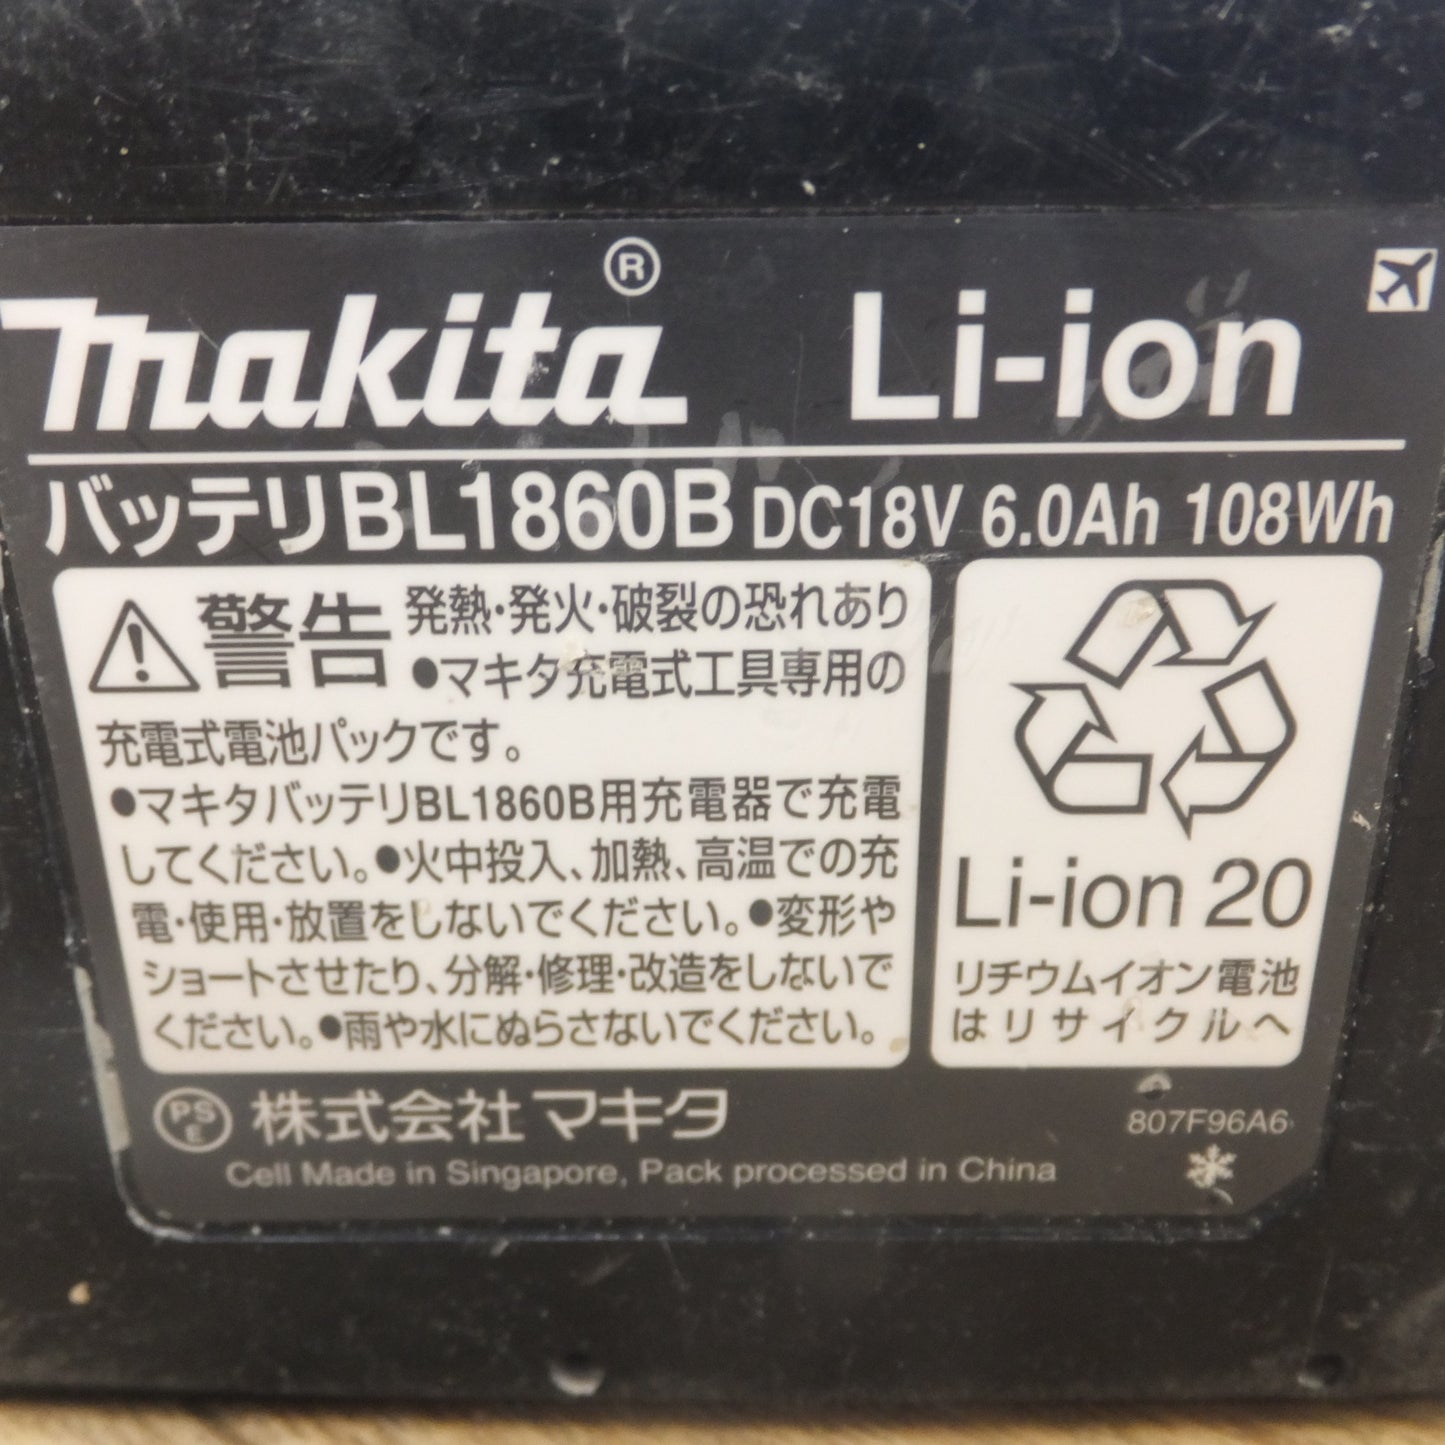 makita® Li-ion
バッテリBL1860B DC18V 6.0Ah 108Wh
警告 発熱・発火・破裂の恐れあり
●マキタ充電式工具専用の
充電式電池パックです。
●マキタバッテリBL1860B用充電器で充電
してください。●火中投入、加熱、高温での充
電・使用・放置をしないでください。●変形や
ショートさせたり、分解・修理・改造をしないで
ください。●雨や水にぬらさないでください。
Li-ion 20
リチウムイオン電池
はリサイクルへ
PS
E
株式会社マキタ
807F96A6
Cell Made in Singapore, Pack processed in China